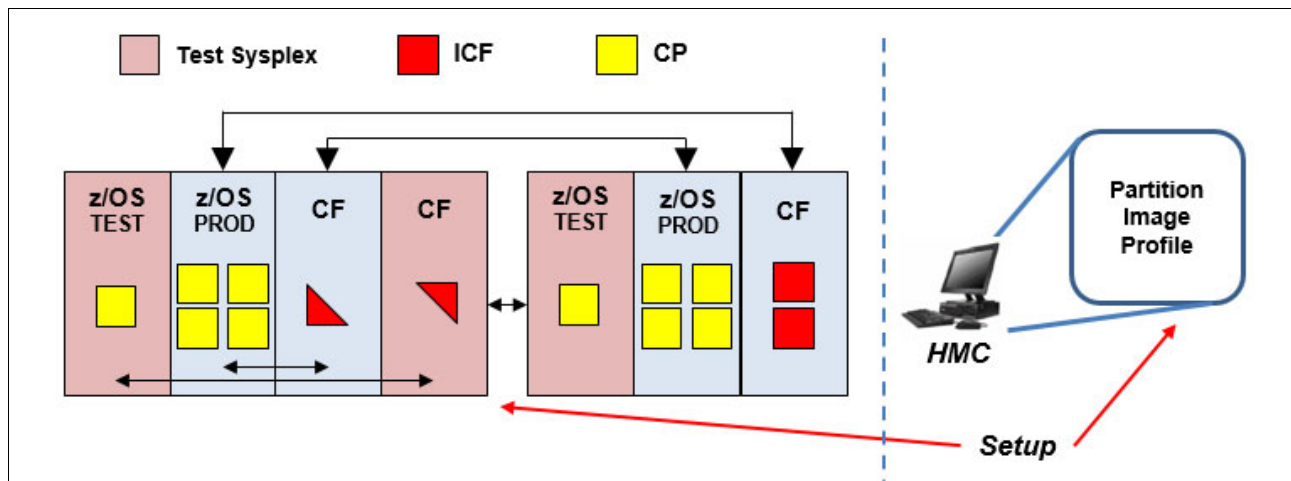 Test Sysplex
ICF
CP
z/OS
TEST
z/OS
PROD
CF
CF
z/OS
TEST
z/OS
PROD
CF
HMC
Partition
Image
Profile
Setup